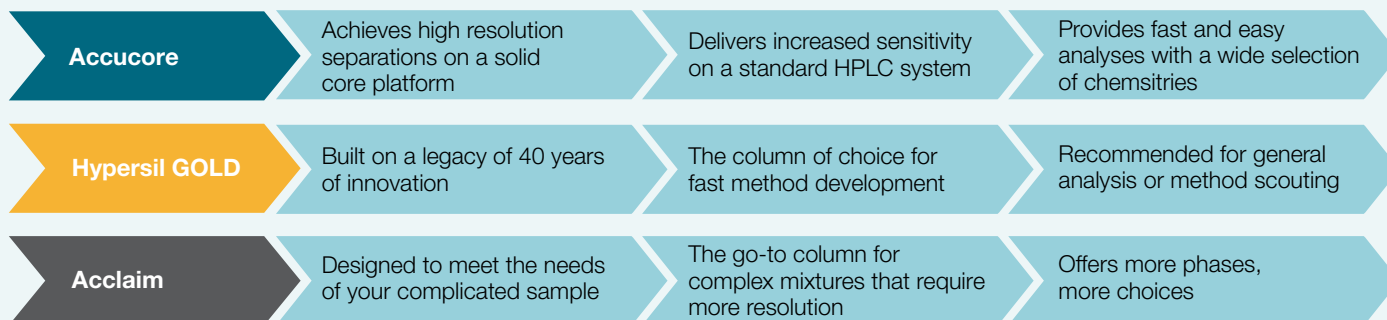 Accucore
Achieves high resolution
separations on a solid
core platform
Delivers increased sensitivity
on a standard HPLC system
Provides fast and easy
analyses with a wide selection
of chemsitries
Hypersil GOLD
Built on a legacy of 40 years
of innovation
The column of choice for
fast method development
Recommended for general
analysis or method scouting
Acclaim
Designed to meet the needs
of your complicated sample
The go-to column for
complex mixtures that require
more resolution
Offers more phases,
more choices